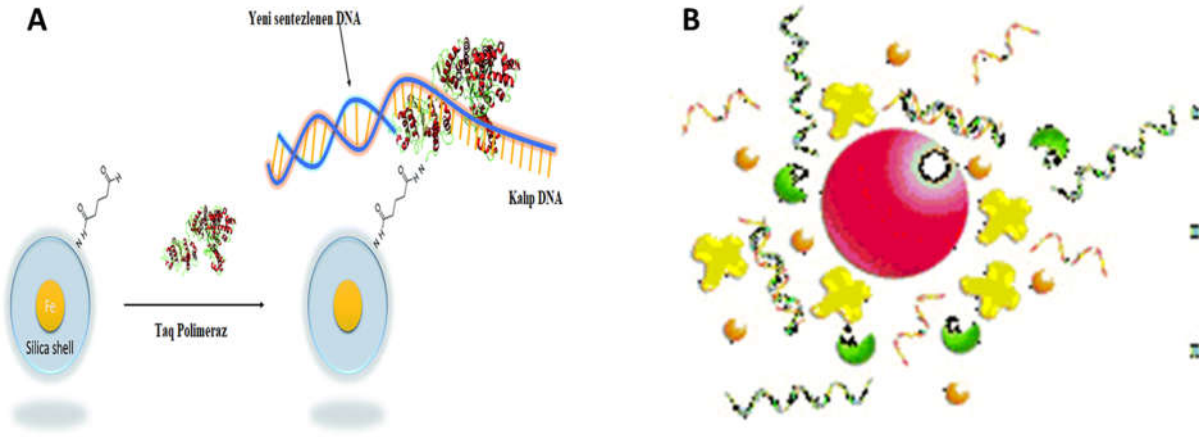 A
Yeni sentezlenen DNA
Kalıp DNA
Fe
Silica shell
Taq Polimeraz
B